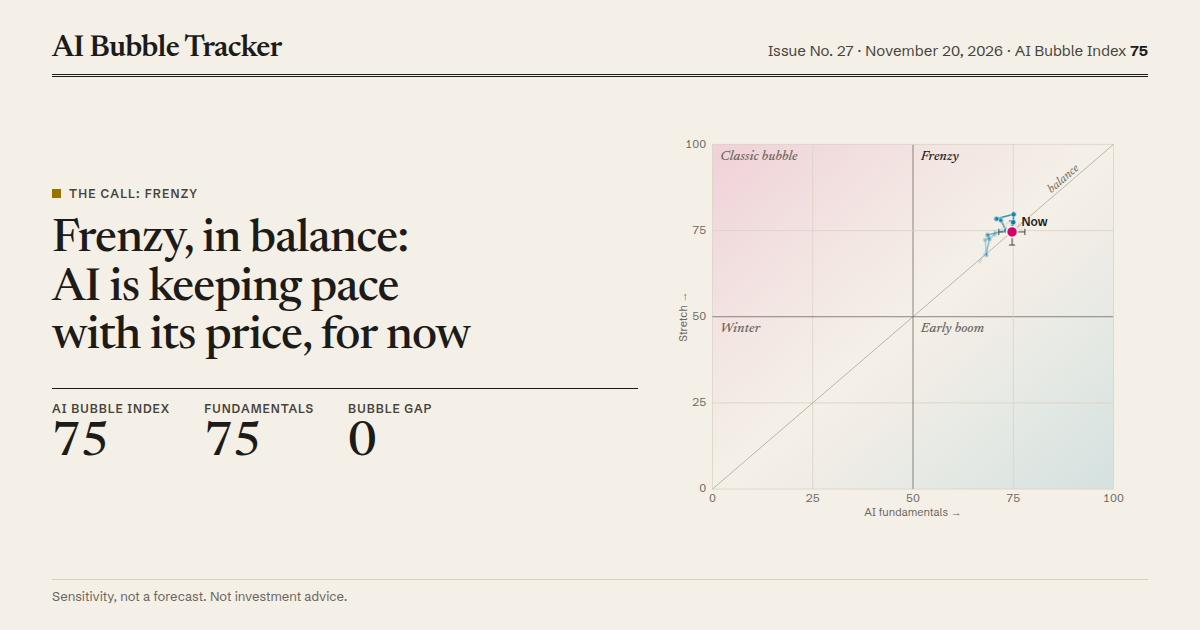 AI Bubble Tracker
Issue No. 27 · November 20, 2026 · AI Bubble Index 75
THE CALL: FRENZY
Frenzy, in balance:
AI is keeping pace
with its price, for now
AI BUBBLE INDEX
75
FUNDAMENTALS
75
BUBBLE GAP
0
100
75
50
25
0
Stretch →
Classic bubble
Frenzy
balance
Now
Winter
Early boom
0
25
50
75
100
AI fundamentals →
Sensitivity, not a forecast. Not investment advice.